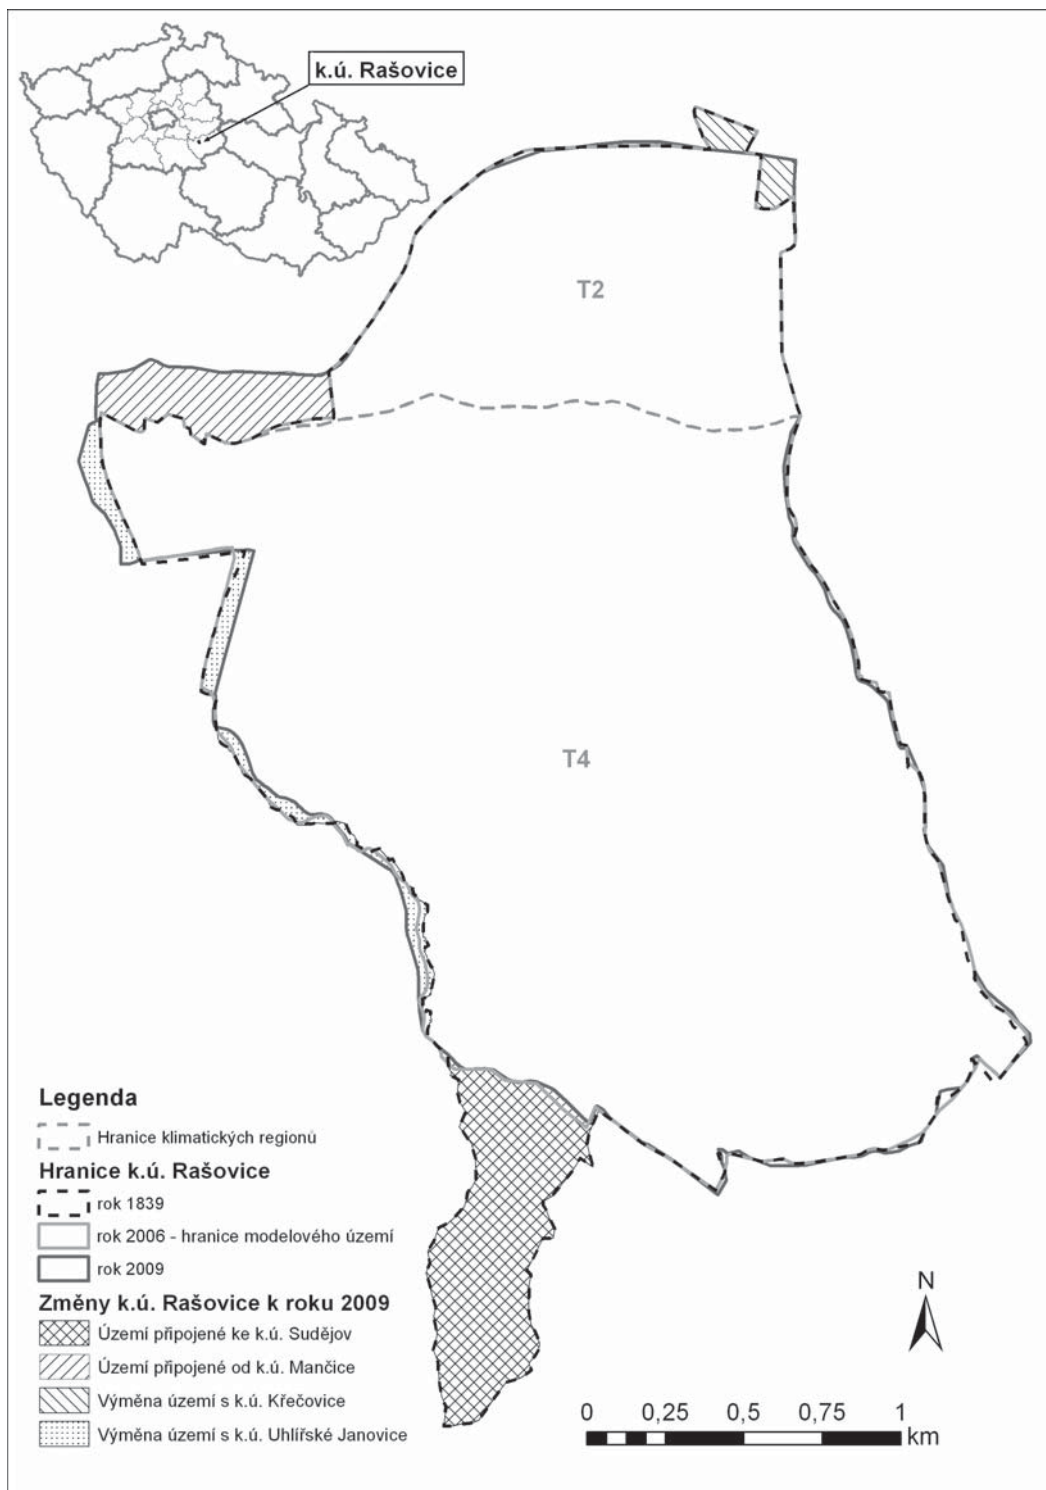 k.ú. Rašovice
T2
T4
Legenda
Hranice klimatických regionů
Hranice k.ú. Rašovice
rok 1839
rok 2006 - hranice modelového území
rok 2009
Změny k.ú. Rašovice k roku 2009
Území připojené ke k.ú. Sudějov
Území připojené od k.ú. Mančice
Výměna území s k.ú. Křečovice
Výměna území s k.ú. Uhlířské Janovice
N
0 0,25 0,5 0,75 1
km